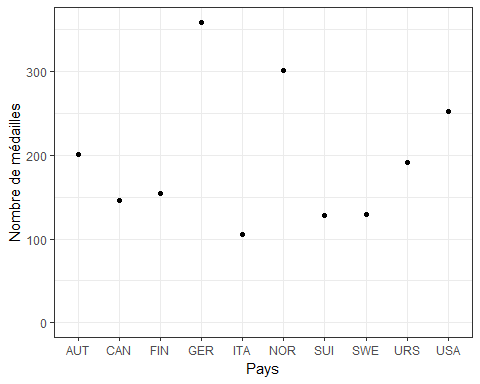 Nombre de médailles
300
200
100
0
AUT CAN FIN GER ITA NOR SUI SWE URS USA
Pays